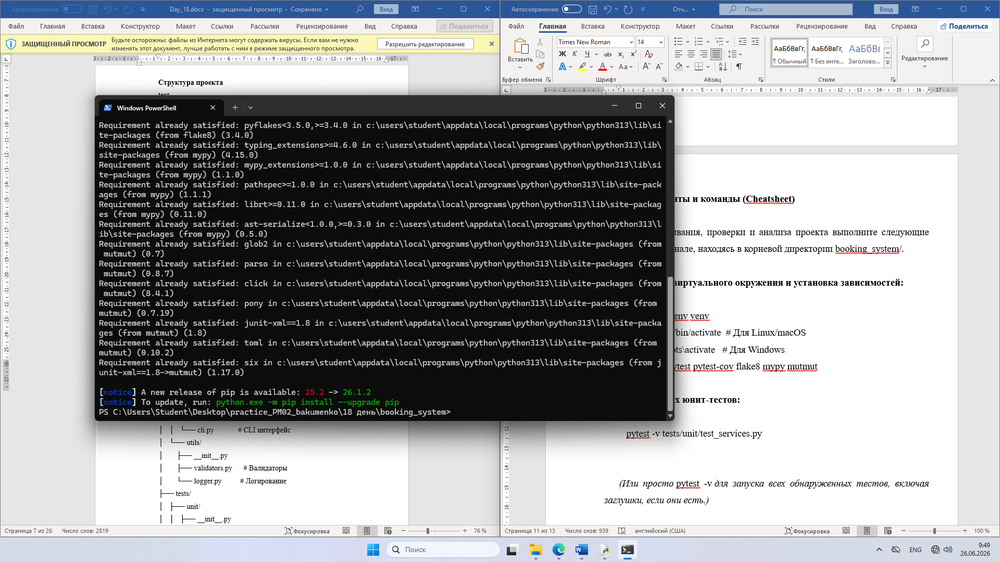 Автосохранение
Day_18.docx - защищенный просмотр - Сохранено
Вход
Файл Главная Вставка Конструктор Макет Ссылки Рассылки Рецензирование Вид Справка
Поделиться
ЗАЩИЩЕННЫЙ ПРОСМОТР
Будьте осторожны: файлы из Интернета могут содержать вирусы. Если вам не нужно
изменять этот документ, лучше работать с ним в режиме защищенного просмотра.
Разрешить редактирование
Структура проекта
Автосохранение
Отч...
Поиск
Вход
Файл Главная Вставка Конструктор Макет Ссылки Рассылки Рецензирование Вид Справка
Поделиться
Вставить
Times New Roman 14
Ж К Ч ab x₂ x²
АаБбВвГг, АаБбВвГг, АаБбВв
¶ Обычный ¶ Без инте... Заголово...
Редактирование
Буфер обмена Шрифт Абзац Стили
Windows PowerShell
Requirement already satisfied: pyflakes<3.5.0,>=3.4.0 in c:\users\student\appdata\local\programs\python\python313\lib\si
te-packages (from flake8) (3.4.0)
Requirement already satisfied: typing_extensions>=4.6.0 in c:\users\student\appdata\local\programs\python\python313\lib\
site-packages (from mypy) (4.15.0)
Requirement already satisfied: mypy_extensions>=1.0.0 in c:\users\student\appdata\local\programs\python\python313\lib\si
te-packages (from mypy) (1.1.0)
Requirement already satisfied: pathspec>=1.0.0 in c:\users\student\appdata\local\programs\python\python313\lib\site-pack
ages (from mypy) (1.1.1)
Requirement already satisfied: librt>=0.11.0 in c:\users\student\appdata\local\programs\python\python313\lib\site-packag
es (from mypy) (0.11.0)
Requirement already satisfied: ast-serialize<1.0.0,>=0.3.0 in c:\users\student\appdata\local\programs\python\python313\l
ib\site-packages (from mypy) (0.5.0)
Requirement already satisfied: glob2 in c:\users\student\appdata\local\programs\python\python313\lib\site-packages (from
mutmut) (0.7)
Requirement already satisfied: parso in c:\users\student\appdata\local\programs\python\python313\lib\site-packages (from
mutmut) (0.8.7)
Requirement already satisfied: click in c:\users\student\appdata\local\programs\python\python313\lib\site-packages (from
mutmut) (8.4.1)
Requirement already satisfied: pony in c:\users\student\appdata\local\programs\python\python313\lib\site-packages (from
mutmut) (0.7.19)
Requirement already satisfied: junit-xml==1.8 in c:\users\student\appdata\local\programs\python\python313\lib\site-packa
ges (from mutmut) (1.8)
Requirement already satisfied: toml in c:\users\student\appdata\local\programs\python\python313\lib\site-packages (from
mutmut) (0.10.2)
Requirement already satisfied: six in c:\users\student\appdata\local\programs\python\python313\lib\site-packages (from j
unit-xml==1.8->mutmut) (1.17.0)
[notice] A new release of pip is available: 25.2 -> 26.1.2
[notice] To update, run: python.exe -m pip install --upgrade pip
PS C:\Users\Student\Desktop\practice_PM02_bakumenko\18 день\booking_system>
│ │ └── cli.py # CLI интерфейс
│ └── utils/
│ ├── __init__.py
│ ├── validators.py # Валидаторы
│ └── logger.py # Логирование
├── tests/
│ ├── unit/
│ │ ├── __init__.py
нты и команды (Cheatsheet)
ивания, проверки и анализа проекта выполните следующие
нале, находясь в корневой директории booking_system/.
виртуального окружения и установка зависимостей:
env venv
/bin/activate # Для Linux/macOS
ots\activate # Для Windows
ytest pytest-cov flake8 mypy mutmut
ех юнит-тестов:
pytest -v tests/unit/test_services.py
(Или просто pytest -v для запуска всех обнаруженных тестов, включая
заглушки, если они есть.)
Страница 7 из 26 Число слов: 2819 Фокусировка 76 %
Страница 11 из 13 Число слов: 939 английский (США) Фокусировка 100 %
Поиск
ENG
9:49
26.06.2026